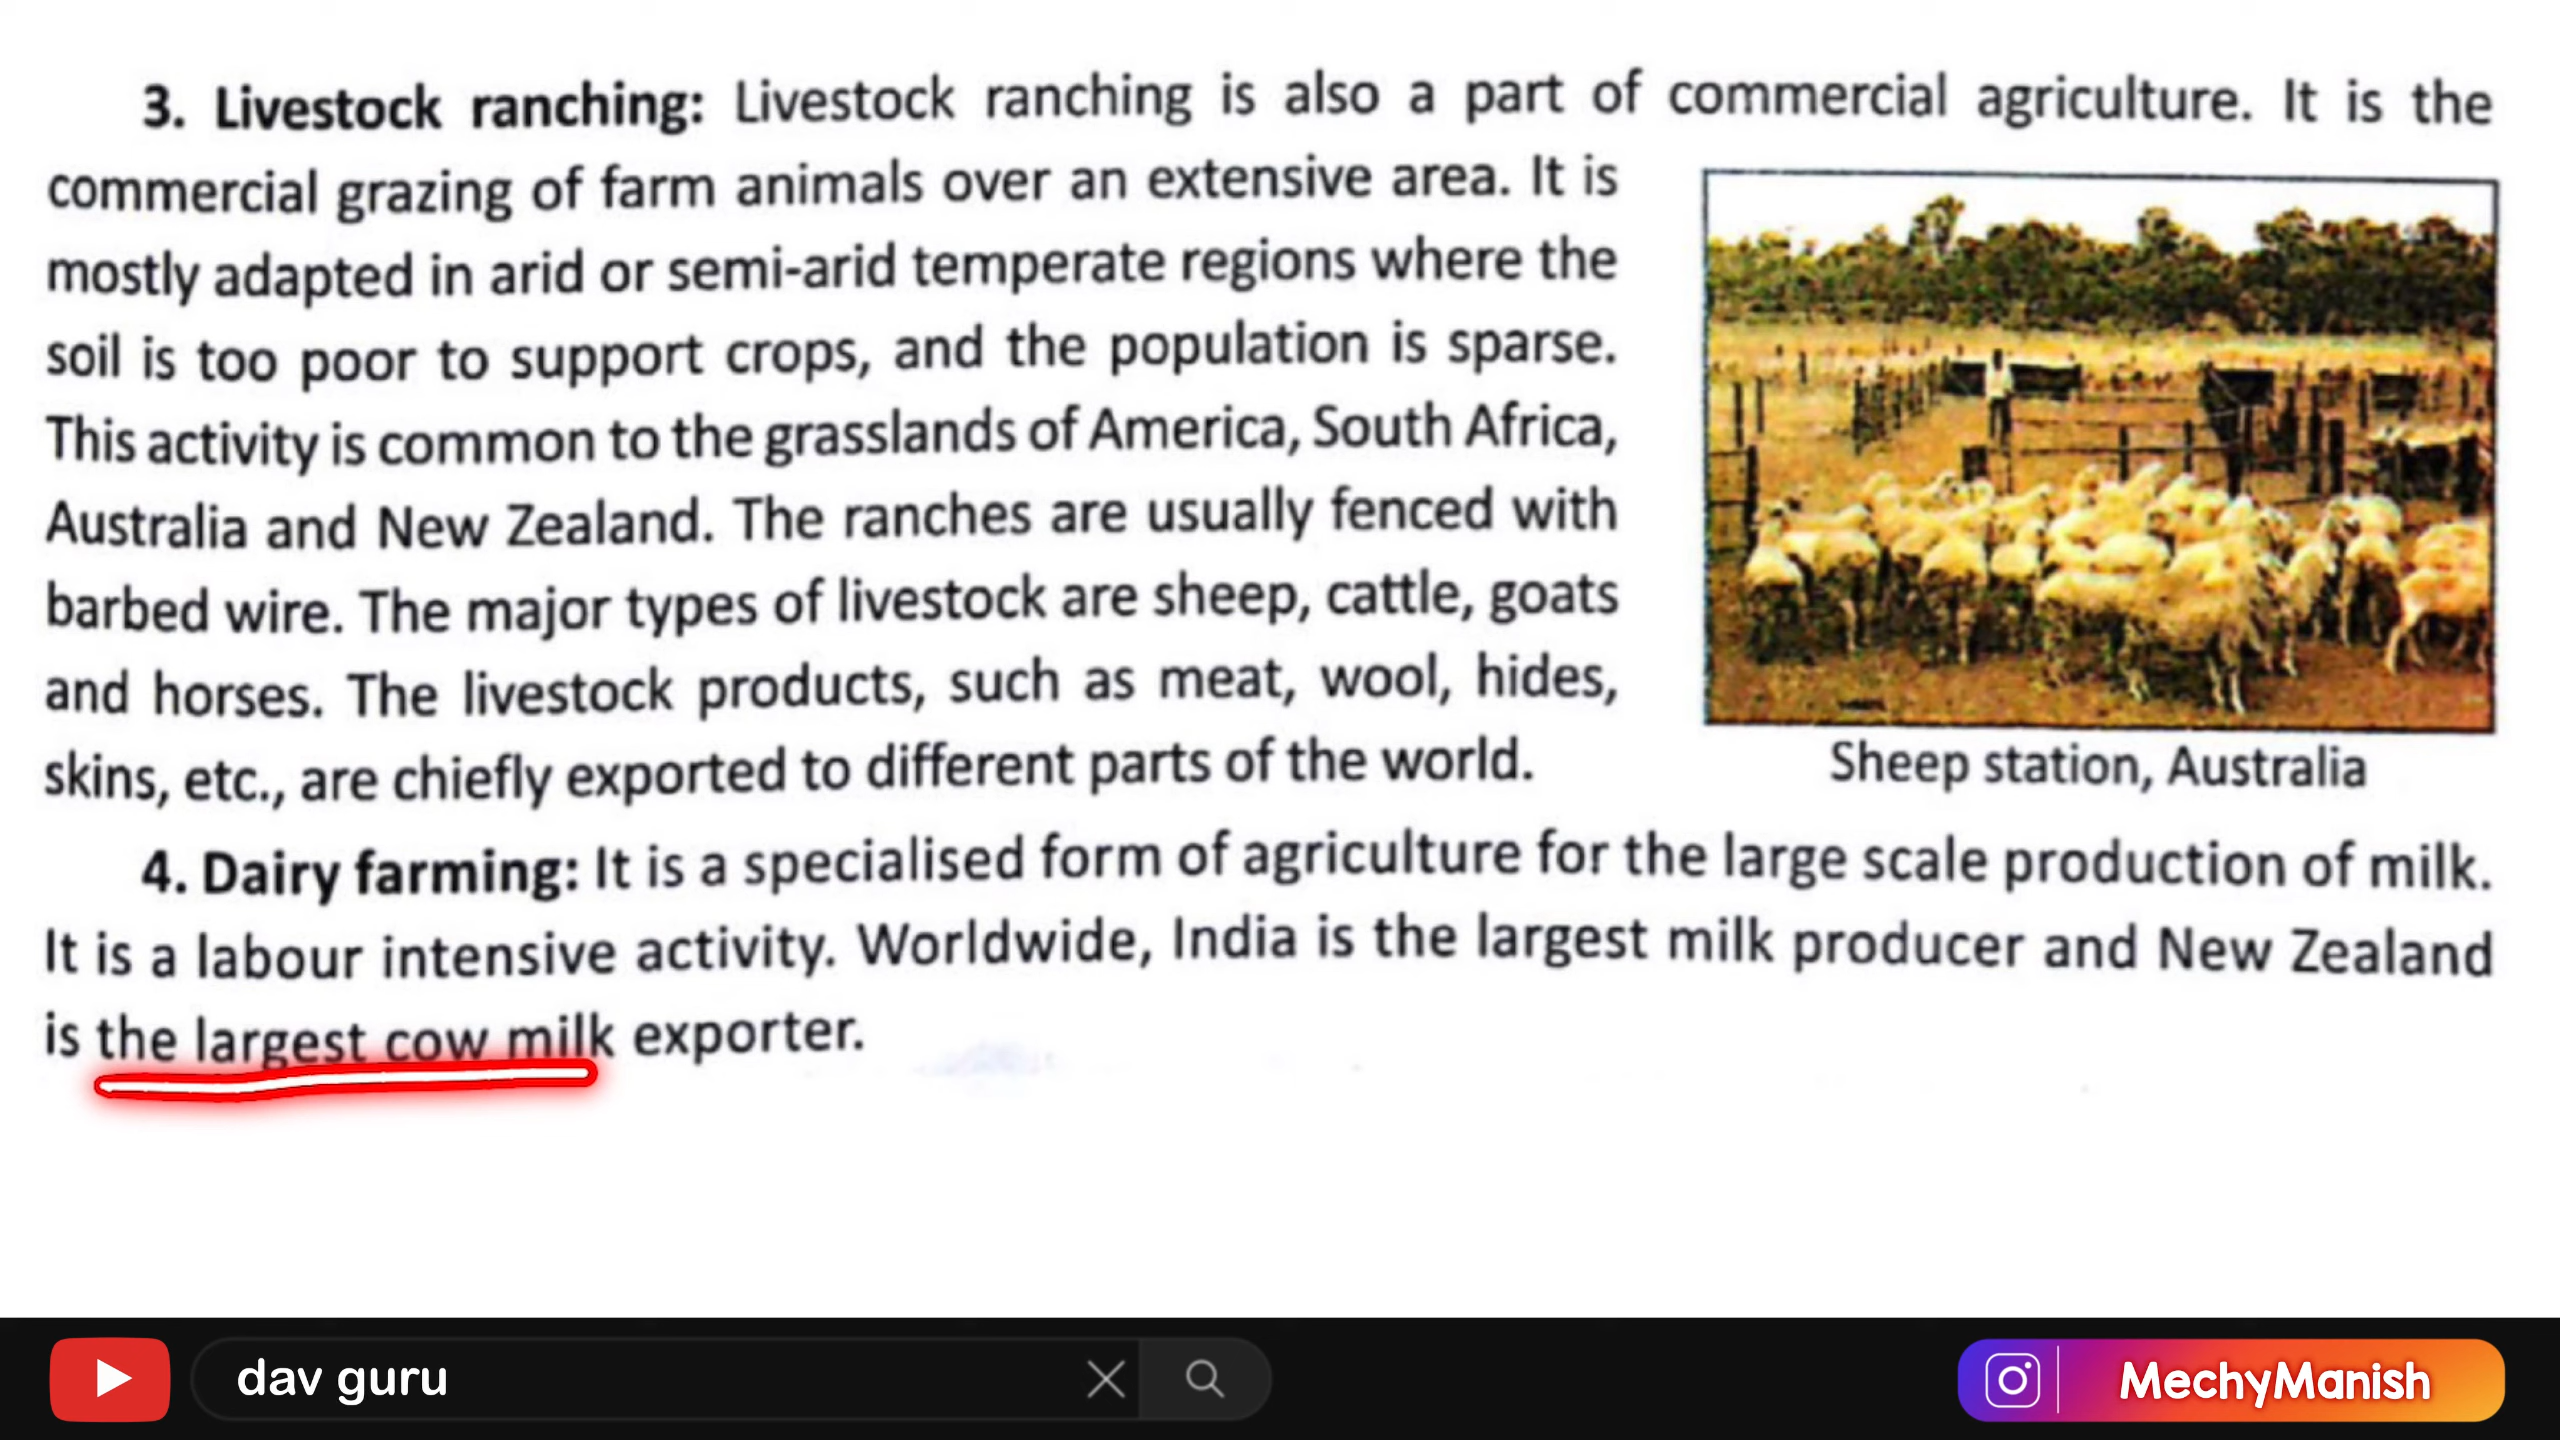 3. Livestock ranching: Livestock ranching is also a part of commercial agriculture. It is the
commercial grazing of farm animals over an extensive area. It is
mostly adapted in arid or semi-arid temperate regions where the
soil is too poor to support crops, and the population is sparse.
This activity is common to the grasslands of America, South Africa,
Australia and New Zealand. The ranches are usually fenced with
barbed wire. The major types of livestock are sheep, cattle, goats
and horses. The livestock products, such as meat, wool, hides,
skins, etc., are chiefly exported to different parts of the world.
Sheep station, Australia
4. Dairy farming: It is a specialised form of agriculture for the large scale production of milk.
It is a labour intensive activity. Worldwide, India is the largest milk producer and New Zealand
is the largest cow milk exporter.
dav guru
MechyManish